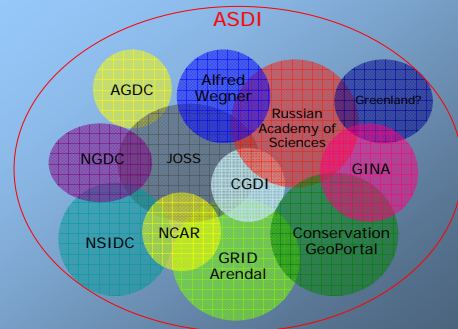 ASDI
AGDC
Alfred
Wegner
Greenland?
Russian
Academy of
Sciences
NGDC
JOSS
CGDI
GINA
NSIDC
NCAR
Conservation
GeoPortal
GRID
Arendal